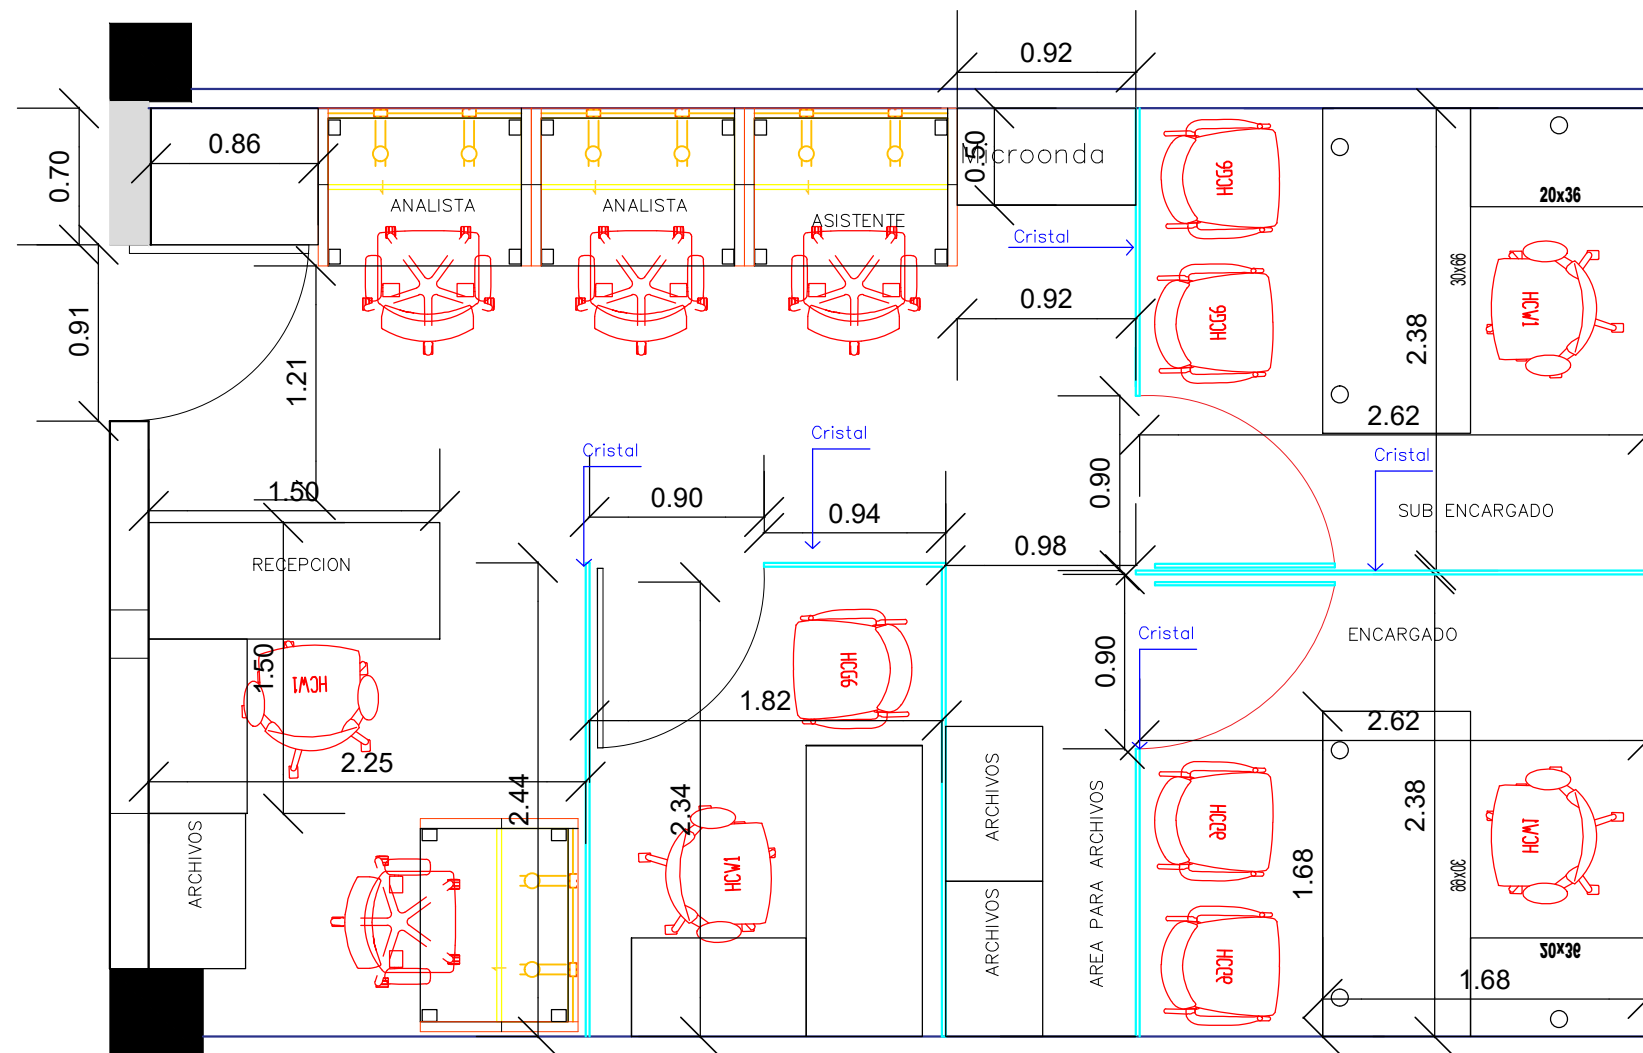 0.92
0.86
0.70
0.50
Microonda
HCG6
20x36
ANALISTA
ANALISTA
ASISTENTE
Cristal
30x66
HCW1
0.91
0.92
HCG6
2.38
1.21
2.62
Cristal
Cristal
Cristal
0.90
1.50
0.90
0.94
SUB ENCARGADO
0.98
RECEPCION
ENCARGADO
Cristal
0.90
HCG6
1.50
HCW1
1.82
2.62
2.25
2.44
2.34
ARCHIVOS
ARCHIVOS
AREA PARA ARCHIVOS
HCG6
2.38
HCW1
HCW1
1.68
30x66
ARCHIVOS
HCG6
20x36
1.68